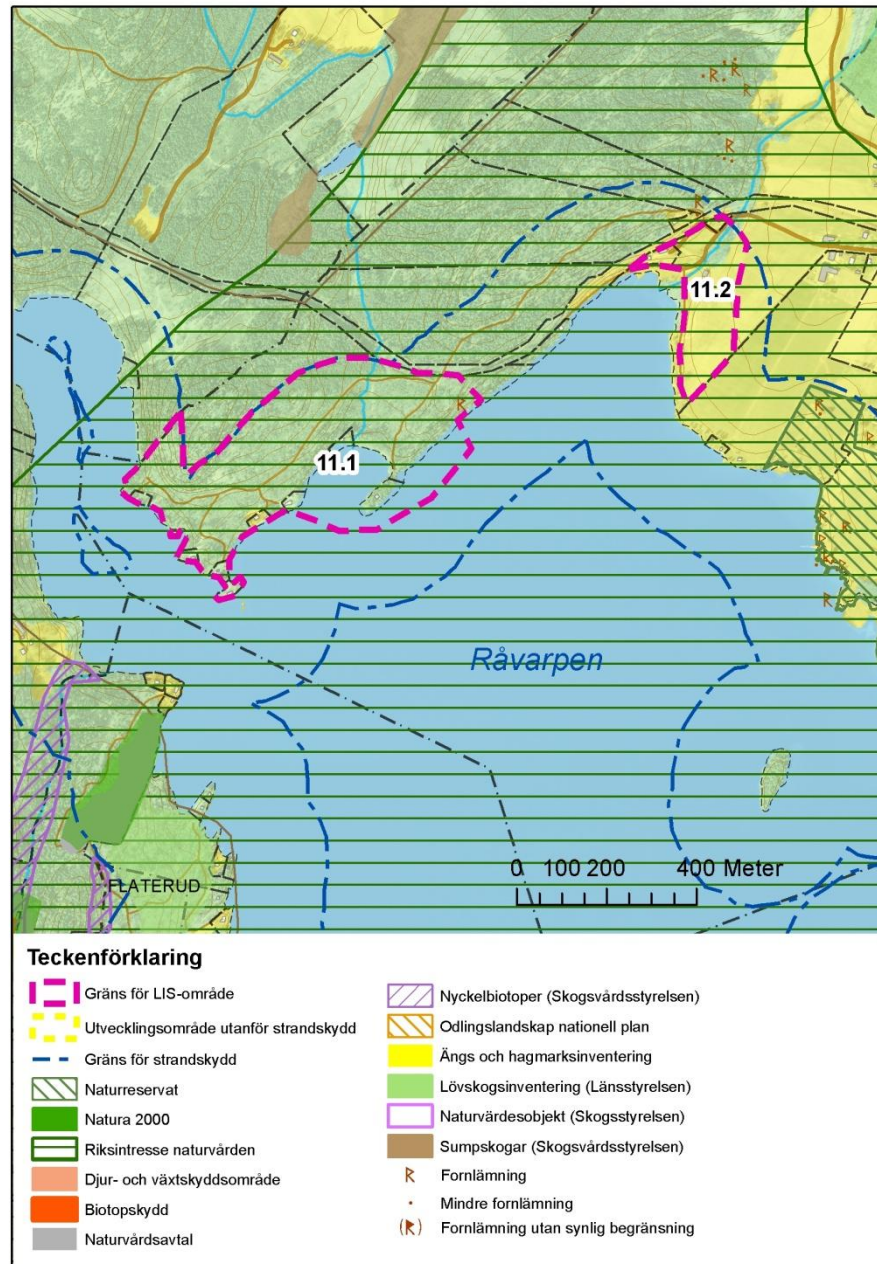 11.2
11.1
Råvarpen
0 100 200 400 Meter
FLATERUD
Teckenförklaring
Gräns för LIS-område
Utvecklingsområde utanför strandskydd
Gräns för strandskydd
Naturreservat
Natura 2000
Riksintresse naturvården
Djur- och växtskyddsområde
Biotopskydd
Naturvårdsavtal
Nyckelbiotoper (Skogsvårdsstyrelsen)
Odlingslandskap nationell plan
Ängs och hagmarksinventering
Lövskogsinventering (Länsstyrelsen)
Naturvärdesobjekt (Skogsstyrelsen)
Sumpskogar (Skogsvårdsstyrelsen)
Fornlämning
Mindre fornlämning
Fornlämning utan synlig begränsning